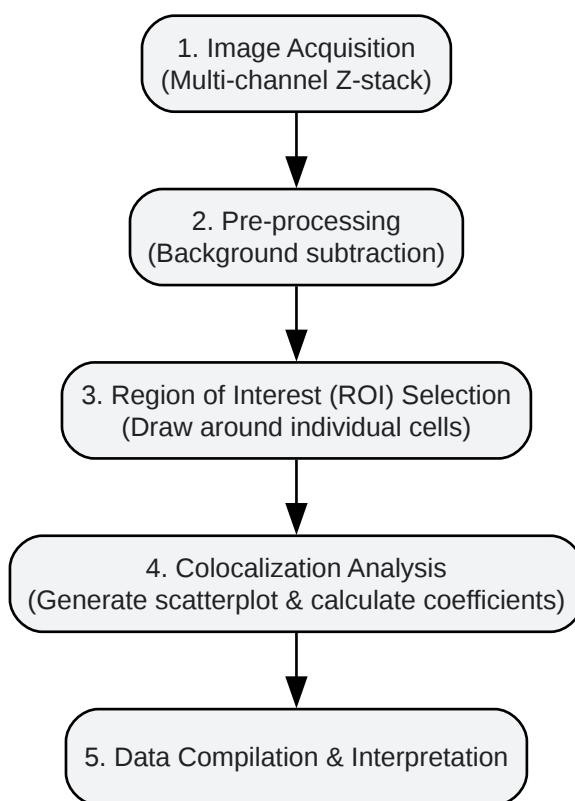 1. Image Acquisition
(Multi-channel Z-stack)
2. Pre-processing
(Background subtraction)
3. Region of Interest (ROI) Selection
(Draw around individual cells)
4. Colocalization Analysis
(Generate scatterplot & calculate coefficients)
5. Data Compilation & Interpretation